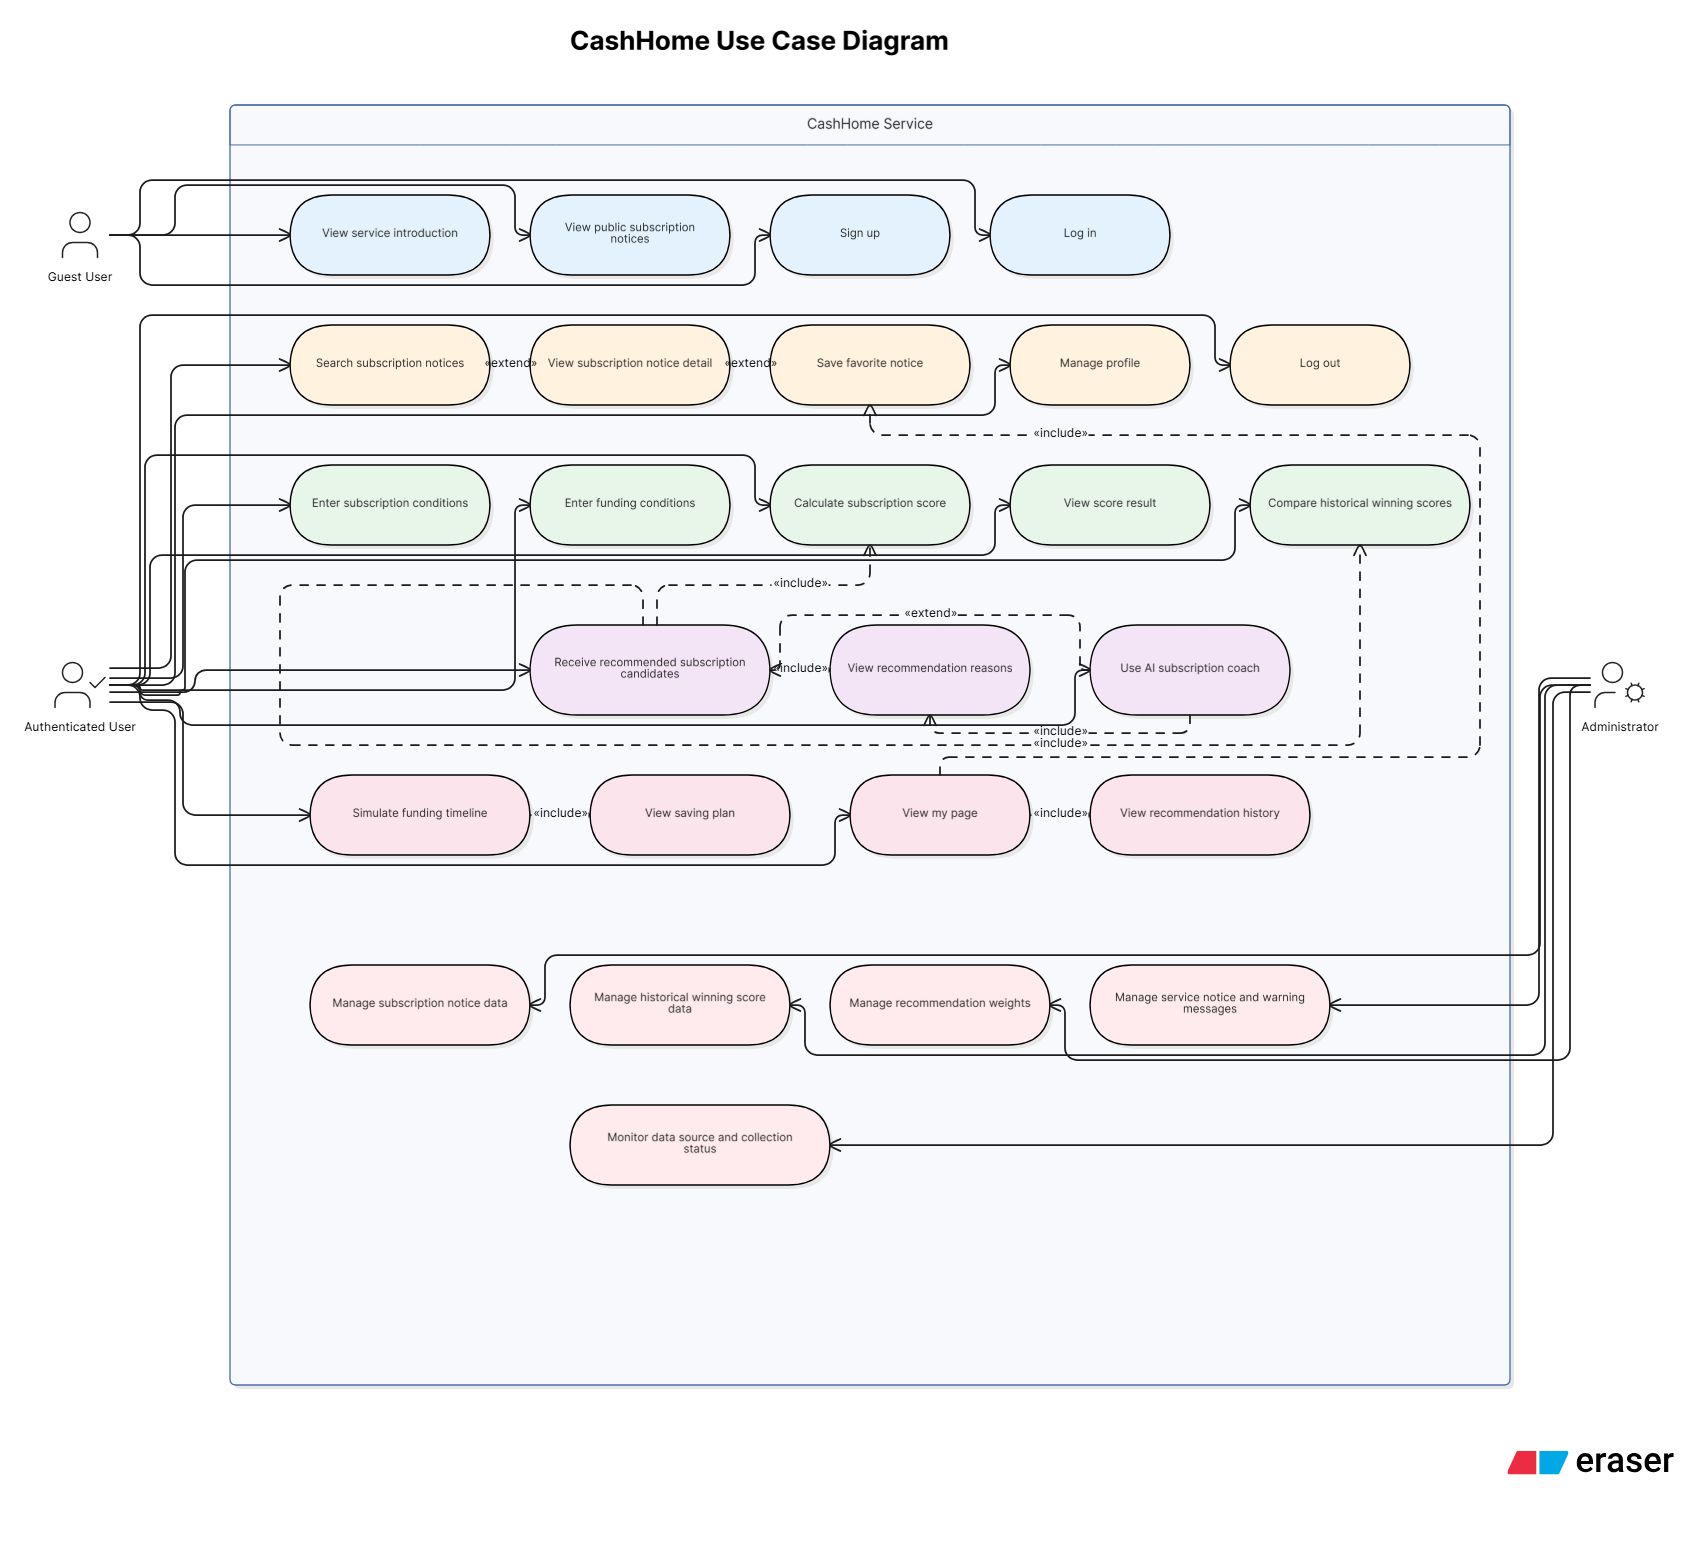 CashHome Use Case Diagram
CashHome Service
Guest User
View service introduction
View public subscription
notices
Sign up
Log in
Search subscription notices
«extend»
View subscription notice detail
«extend»
Save favorite notice
Manage profile
Log out
«include»
Enter subscription conditions
Enter funding conditions
Calculate subscription score
View score result
Compare historical winning scores
«include»
«extend»
Authenticated User
Receive recommended subscription
candidates
«include»
View recommendation reasons
Use AI subscription coach
Administrator
«include»
«include»
Simulate funding timeline
«include»
View saving plan
View my page
«include»
View recommendation history
Manage subscription notice data
Manage historical winning score
data
Manage recommendation weights
Manage service notice and warning
messages
Monitor data source and collection
status
eraser